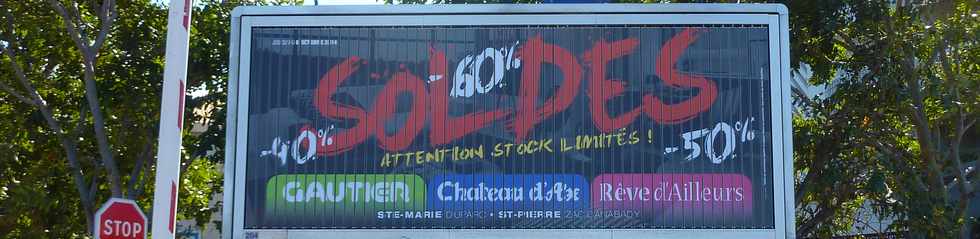 SOLDES
-60%
-40%
-50%
ATTENTION STOCK LIMITÉS !
GAUTIER Chateau d'Ax Rêve d'Ailleurs
STE-MARIE DUPARC • ST-PIERRE ZAC CANABADY
STOP